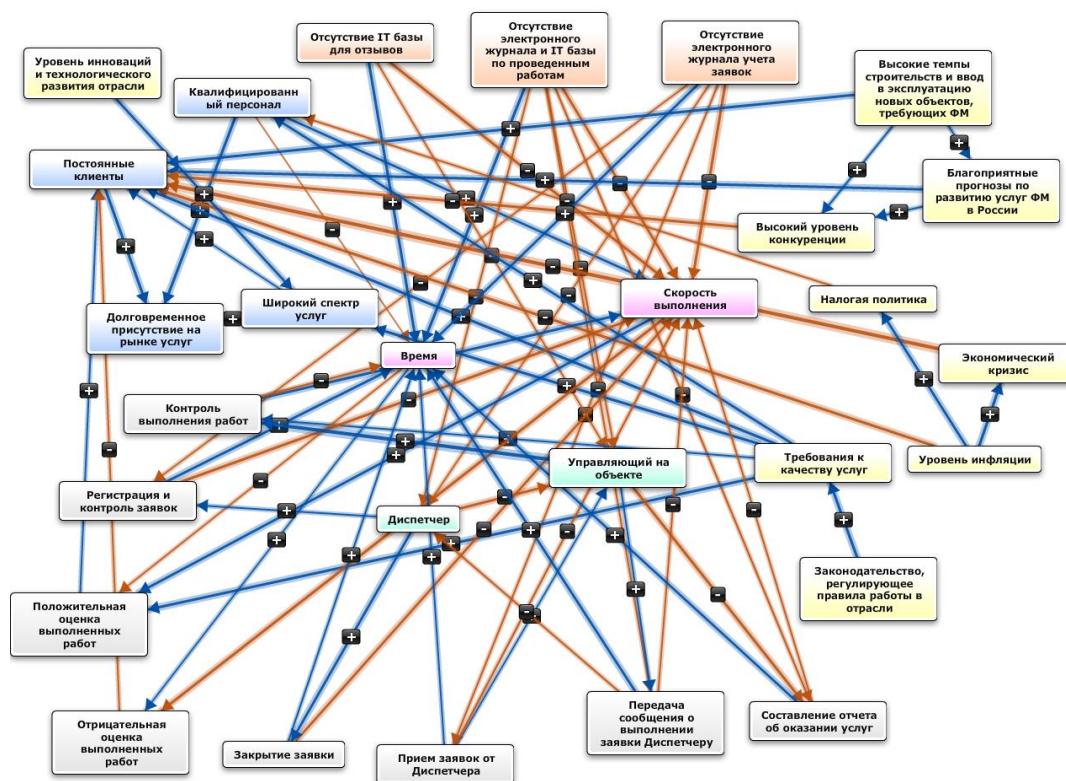 Отсутствие IT базы
для отзывов
Отсутствие
электронного
журнала и IT базы
по проведенным
работам
Отсутствие
электронного
журнала учета
заявок
Уровень инноваций
и технологического
развития отрасли
Квалифицированн
ый персонал
Высокие темпы
строительств и ввод
в эксплуатацию
новых объектов,
требующих ФМ
Постоянные
клиенты
Благоприятные
прогнозы по
развитию услуг ФМ
в России
Высокий уровень
конкуренции
Долговременное
присутствие на
рынке услуг
Широкий спектр
услуг
Скорость
выполнения
Налогая политика
Время
Экономический
кризис
Контроль
выполнения работ
Управляющий на
объекте
Требования к
качеству услуг
Уровень инфляции
Регистрация и
контроль заявок
Диспетчер
Законодательство,
регулирующее
правила работы в
отрасли
Положительная
оценка
выполненных
работ
Отрицательная
оценка
выполненных
работ
Закрытие заявки
Прием заявок от
Диспетчера
Передача
сообщения о
выполнении
заявки Диспетчеру
Составление отчета
об оказании услуг